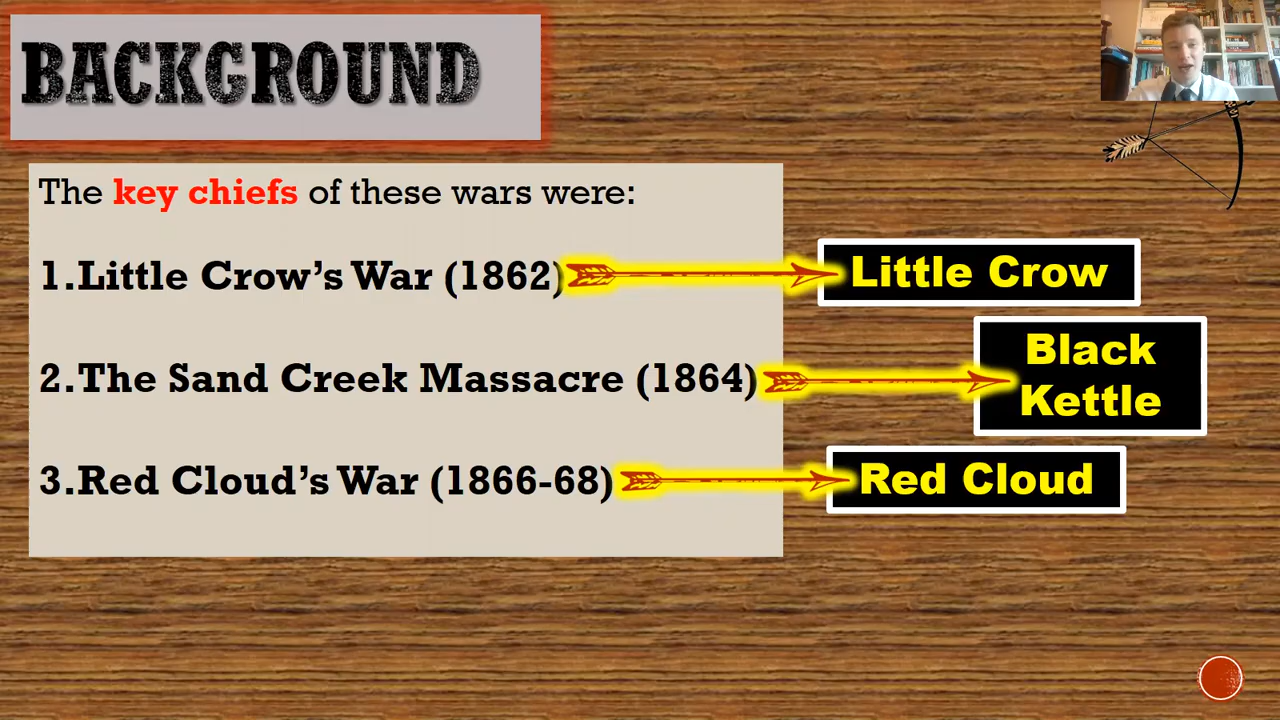 BACKGROUND
The key chiefs of these wars were:
1.Little Crow's War (1862)
Little Crow
2.The Sand Creek Massacre (1864)
Black
Kettle
3.Red Cloud's War (1866-68)
Red Cloud